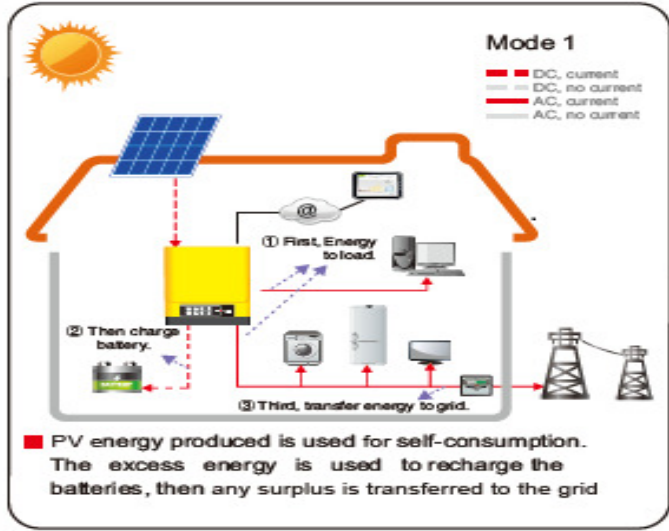 Mode 1
DC, current
DC, no current
AC, current
AC, no current
@
① First, Energy
to load.
② Then charge
battery.
③ Third, transfer energy to grid.
PV energy produced is used for self-consumption.
The excess energy is used to recharge the
batteries, then any surplus is transferred to the grid